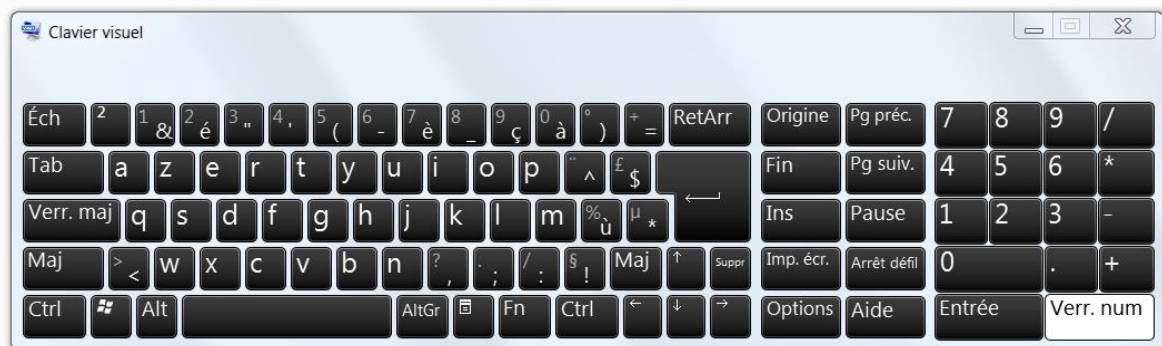 Clavier visuel
Éch ² 1 & 2 é 3 " 4 ' 5 ( 6 - 7 è 8 _ 9 ç 0 à ° ) + = RetArr Origine Pg préc. 7 8 9 /
Tab a z e r t y u i o p ¨ ^ £ $ Fin Pg suiv. 4 5 6 *
Verr. maj q s d f g h j k l m % ù µ * Ins Pause 1 2 3 -
Maj > < w x c v b n ? , . ; / : § ! Maj ↑ Suppr Imp. écr. Arrêt défil 0 . +
Ctrl Alt AltGr Fn Ctrl ← ↓ → Options Aide Entrée Verr. num